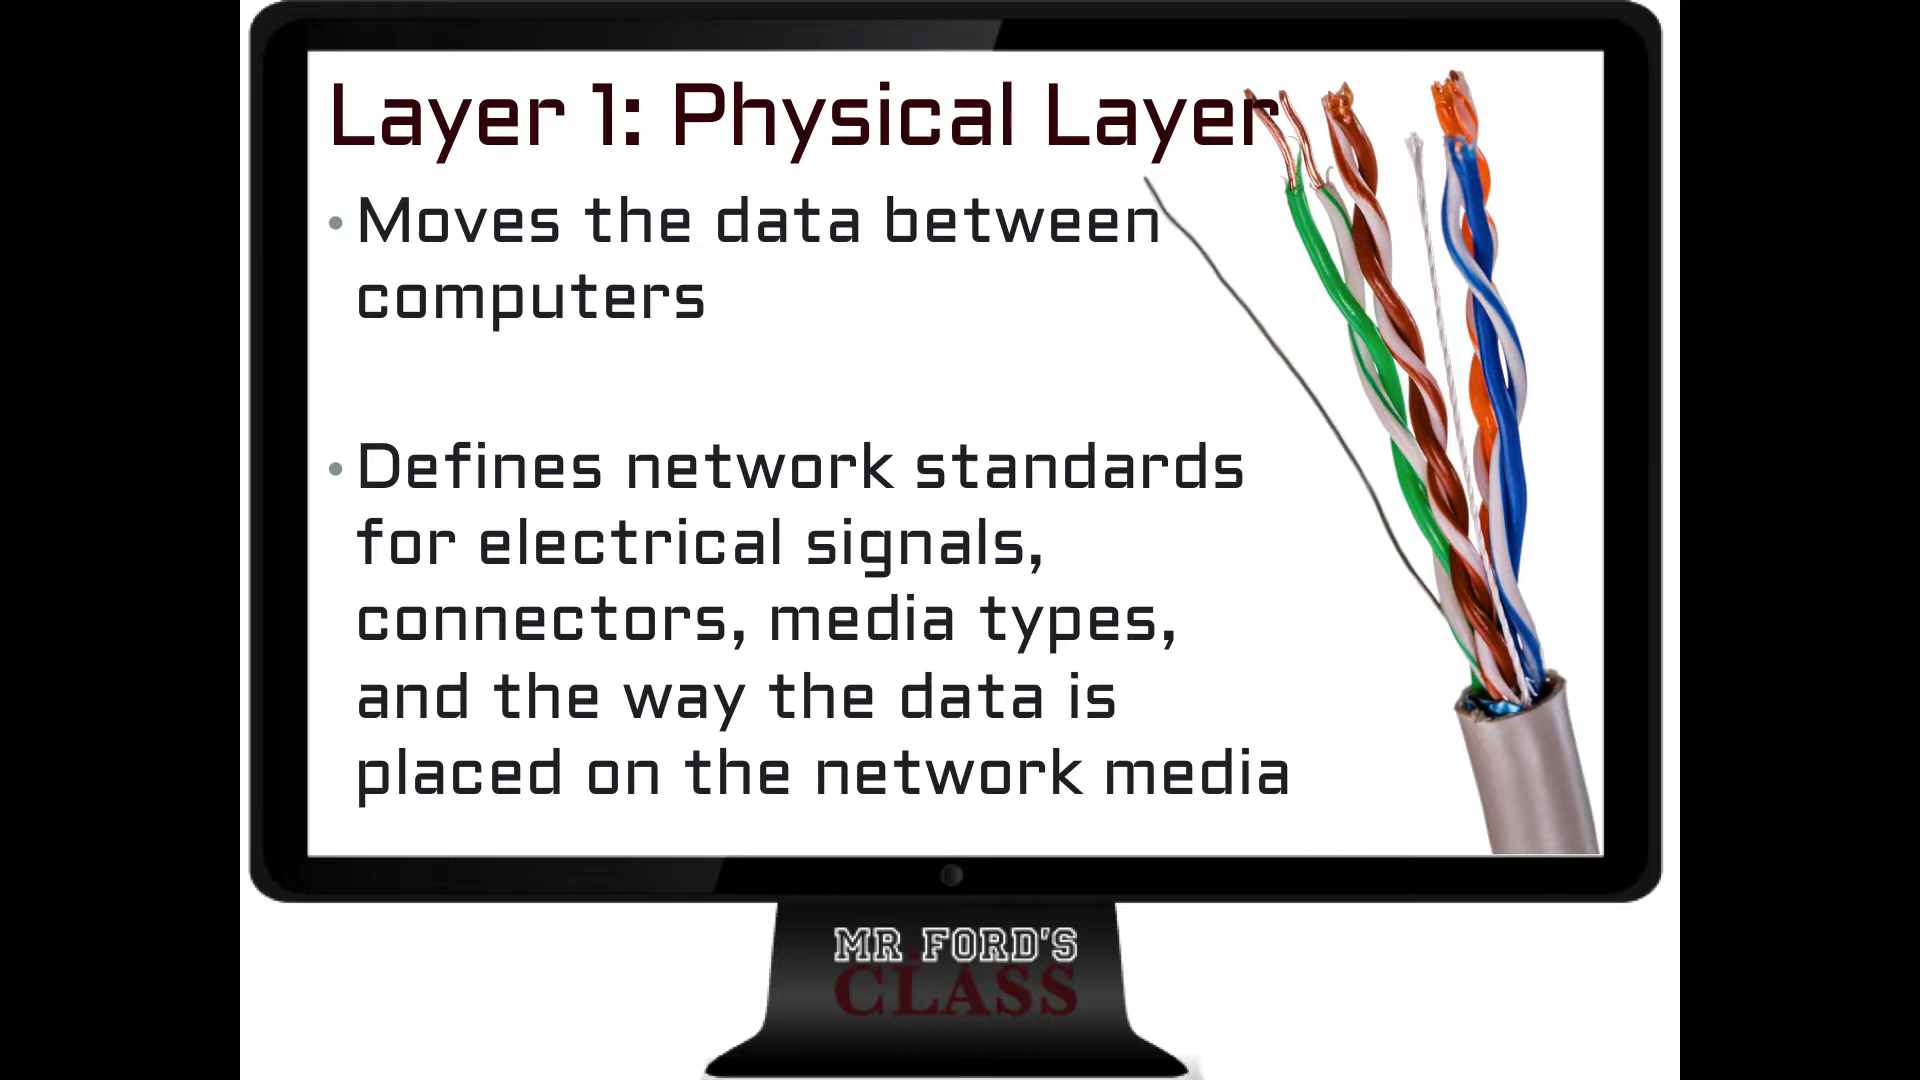 Layer 1: Physical Layer
• Moves the data between
computers
• Defines network standards
for electrical signals,
connectors, media types,
and the way the data is
placed on the network media
MR FORD'S
CLASS